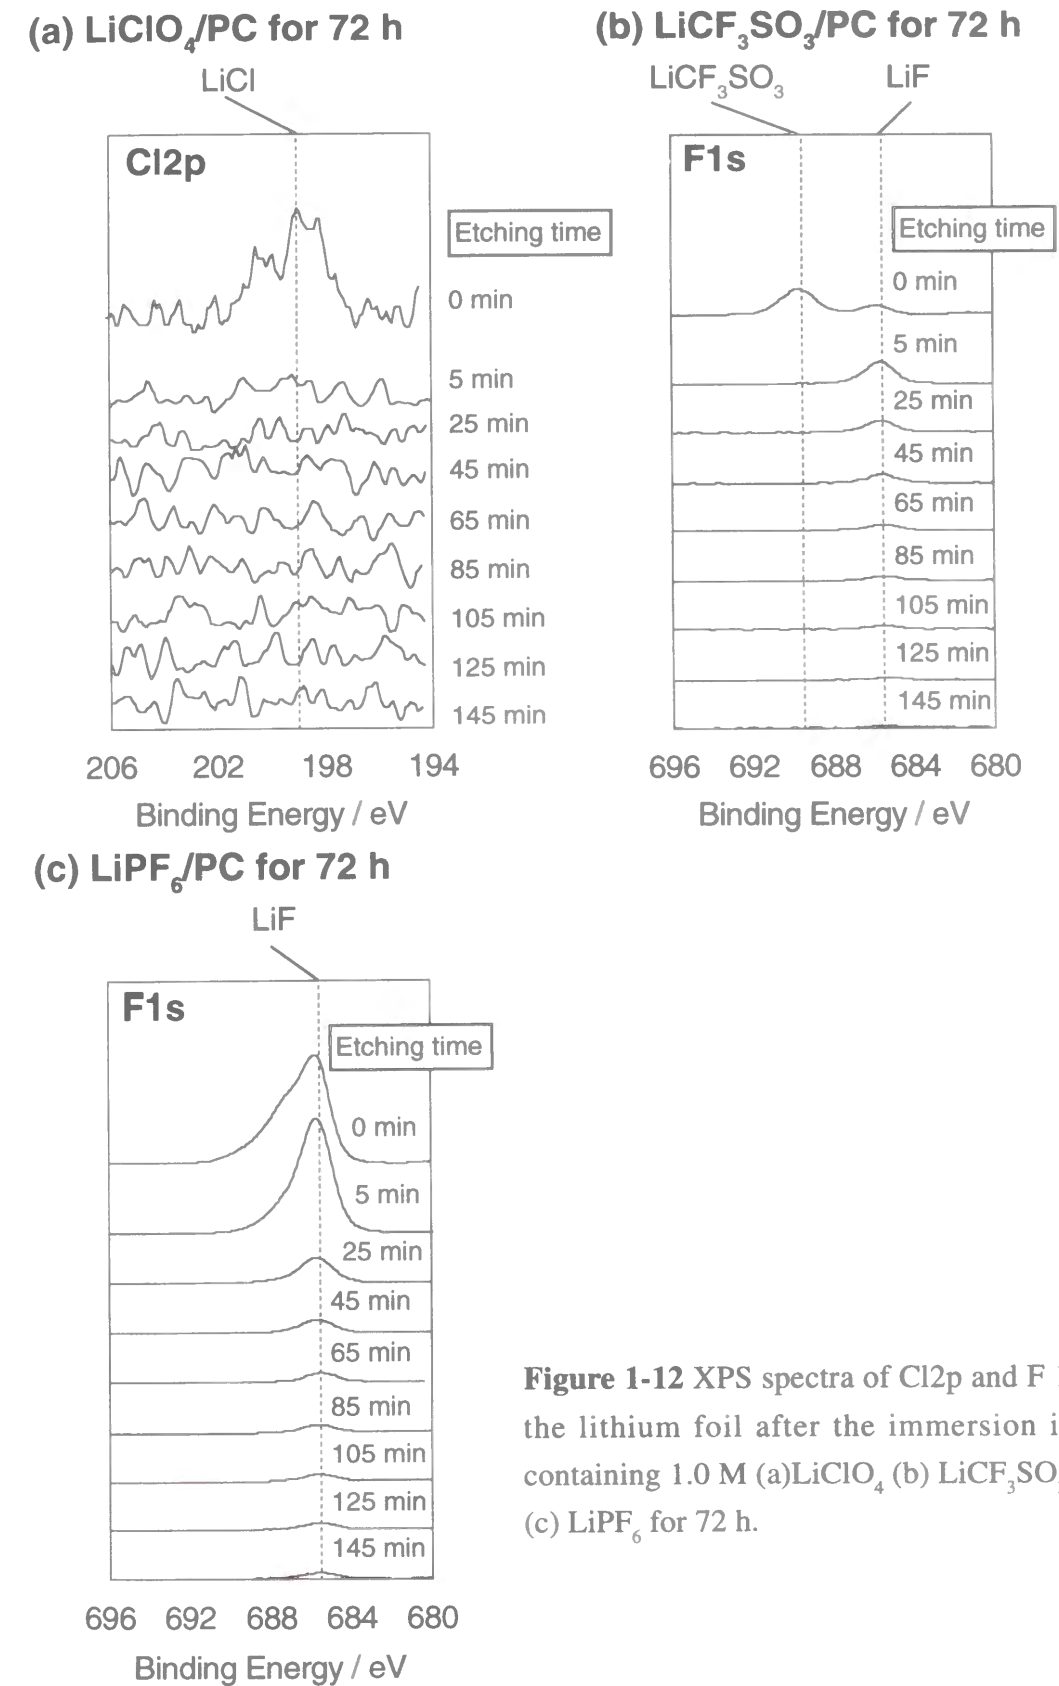 (a) LiClO4/PC for 72 h
LiCl
Cl2p
Etching time
0 min
5 min
25 min
45 min
65 min
85 min
105 min
125 min
145 min
206 202 198 194
Binding Energy / eV
(b) LiCF3SO3/PC for 72 h
LiCF3SO3 LiF
F1s
Etching time
0 min
5 min
25 min
45 min
65 min
85 min
105 min
125 min
145 min
696 692 688 684 680
Binding Energy / eV
(c) LiPF6/PC for 72 h
LiF
F1s
Etching time
0 min
5 min
25 min
45 min
65 min
85 min
105 min
125 min
145 min
696 692 688 684 680
Binding Energy / eV
Figure 1-12 XPS spectra of Cl2p and F
the lithium foil after the immersion i
containing 1.0 M (a)LiClO4 (b) LiCF3SO
(c) LiPF6 for 72 h.